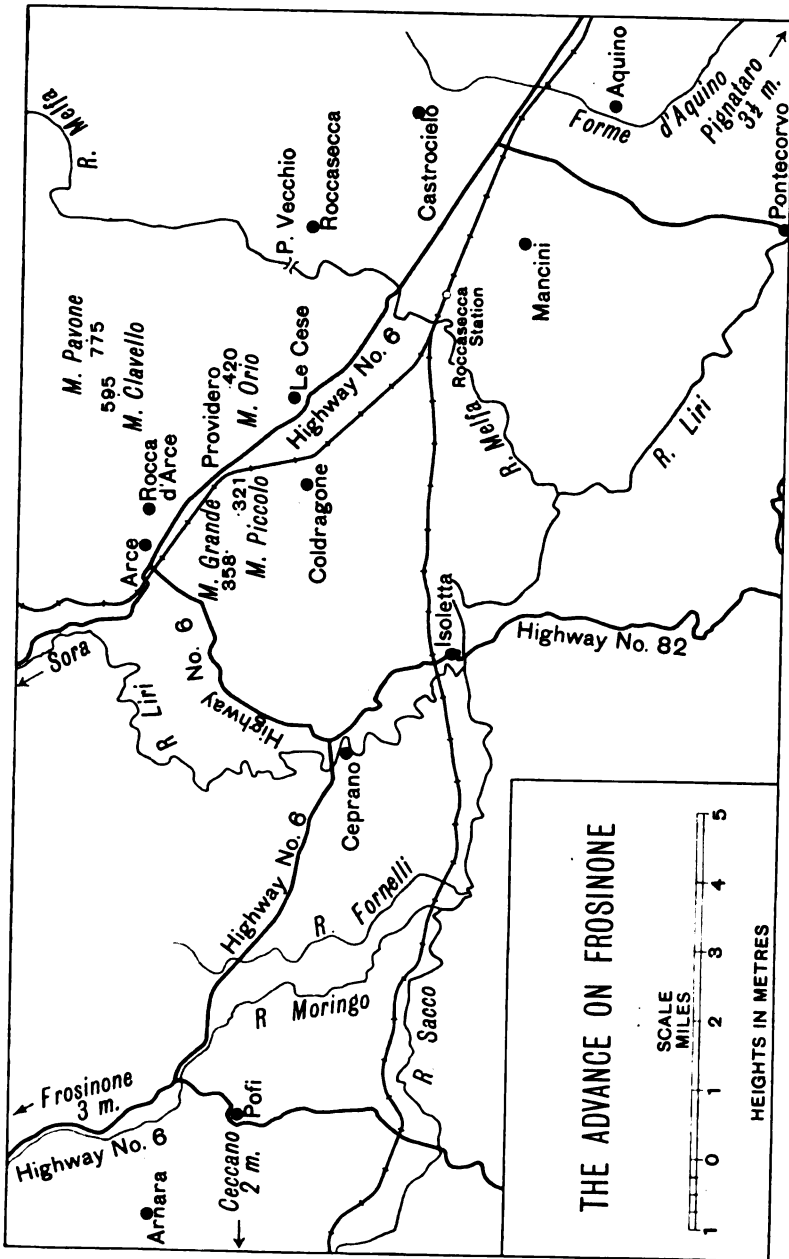 R. Melfa
M. Pavone
775
595
M. Clavello
P. Vecchio
Roccasecca
Castrocielo
Aquino
Forme d'Aquino
Pignataro
3½ m.
Pontecorvo
Mancini
Roccasecca
Station
Le Cese
Providero
420
M. Orio
Highway No. 6
Rocca
d'Arce
Arce
M. Grande
358
321
M. Piccolo
Coldragone
R. Melfa
R. Liri
Sora
R Liri
Highway No. 6
Isoletta
Highway No. 82
Ceprano
Highway No. 6
R. Fornelli
R Moringo
R Sacco
Frosinone
3 m.
Highway No. 6
Pofi
Ceccano
2 m.
Arnara
THE ADVANCE ON FROSINONE
SCALE
MILES
1 0 1 2 3 4 5
HEIGHTS IN METRES